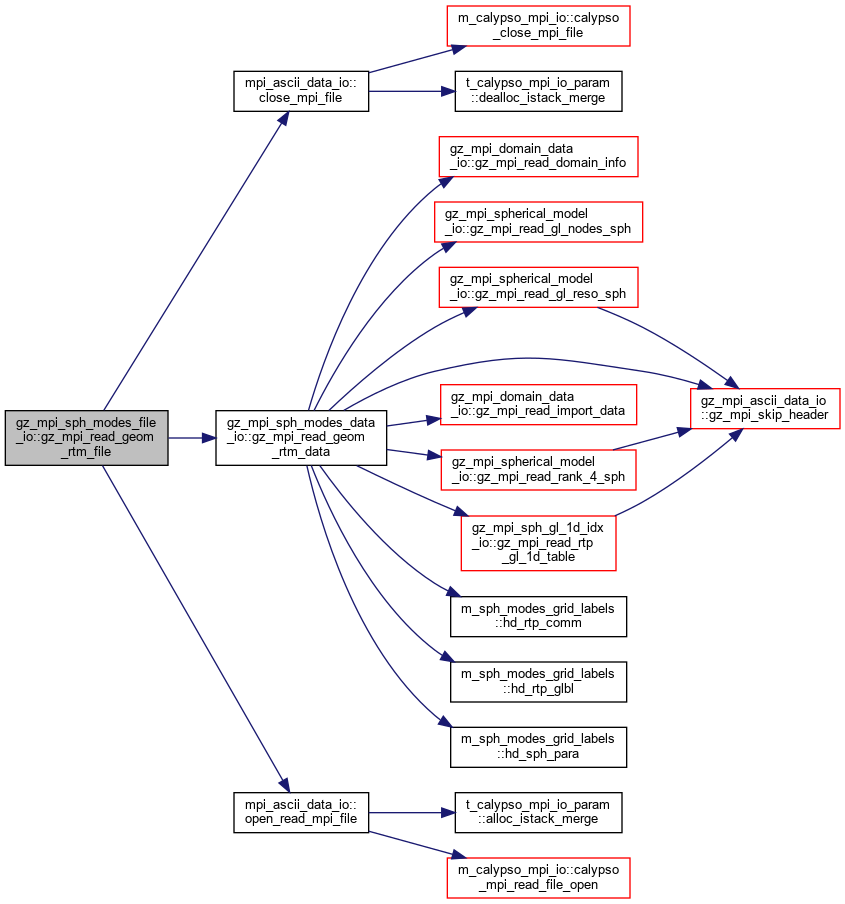 m_calypso_mpi_io::calypso
_close_mpi_file
mpi_ascii_data_io::
close_mpi_file
t_calypso_mpi_io_param
::dealloc_istack_merge
gz_mpi_domain_data
_io::gz_mpi_read_domain_info
gz_mpi_spherical_model
_io::gz_mpi_read_gl_nodes_sph
gz_mpi_spherical_model
_io::gz_mpi_read_gl_reso_sph
gz_mpi_ascii_data_io
::gz_mpi_skip_header
gz_mpi_domain_data
_io::gz_mpi_read_import_data
gz_mpi_sph_modes_file
_io::gz_mpi_read_geom
_rtm_file
gz_mpi_sph_modes_data
_io::gz_mpi_read_geom
_rtm_data
gz_mpi_spherical_model
_io::gz_mpi_read_rank_4_sph
gz_mpi_sph_gl_1d_idx
_io::gz_mpi_read_rtp
_gl_1d_table
m_sph_modes_grid_labels
::hd_rtp_comm
m_sph_modes_grid_labels
::hd_rtp_glbl
m_sph_modes_grid_labels
::hd_sph_para
mpi_ascii_data_io::
open_read_mpi_file
t_calypso_mpi_io_param
::alloc_istack_merge
m_calypso_mpi_io::calypso
_mpi_read_file_open